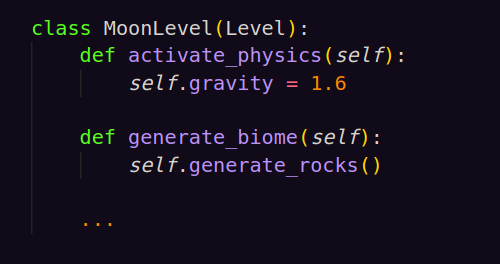 class MoonLevel(Level):
    def activate_physics(self):
        self.gravity = 1.6

    def generate_biome(self):
        self.generate_rocks()

    ...